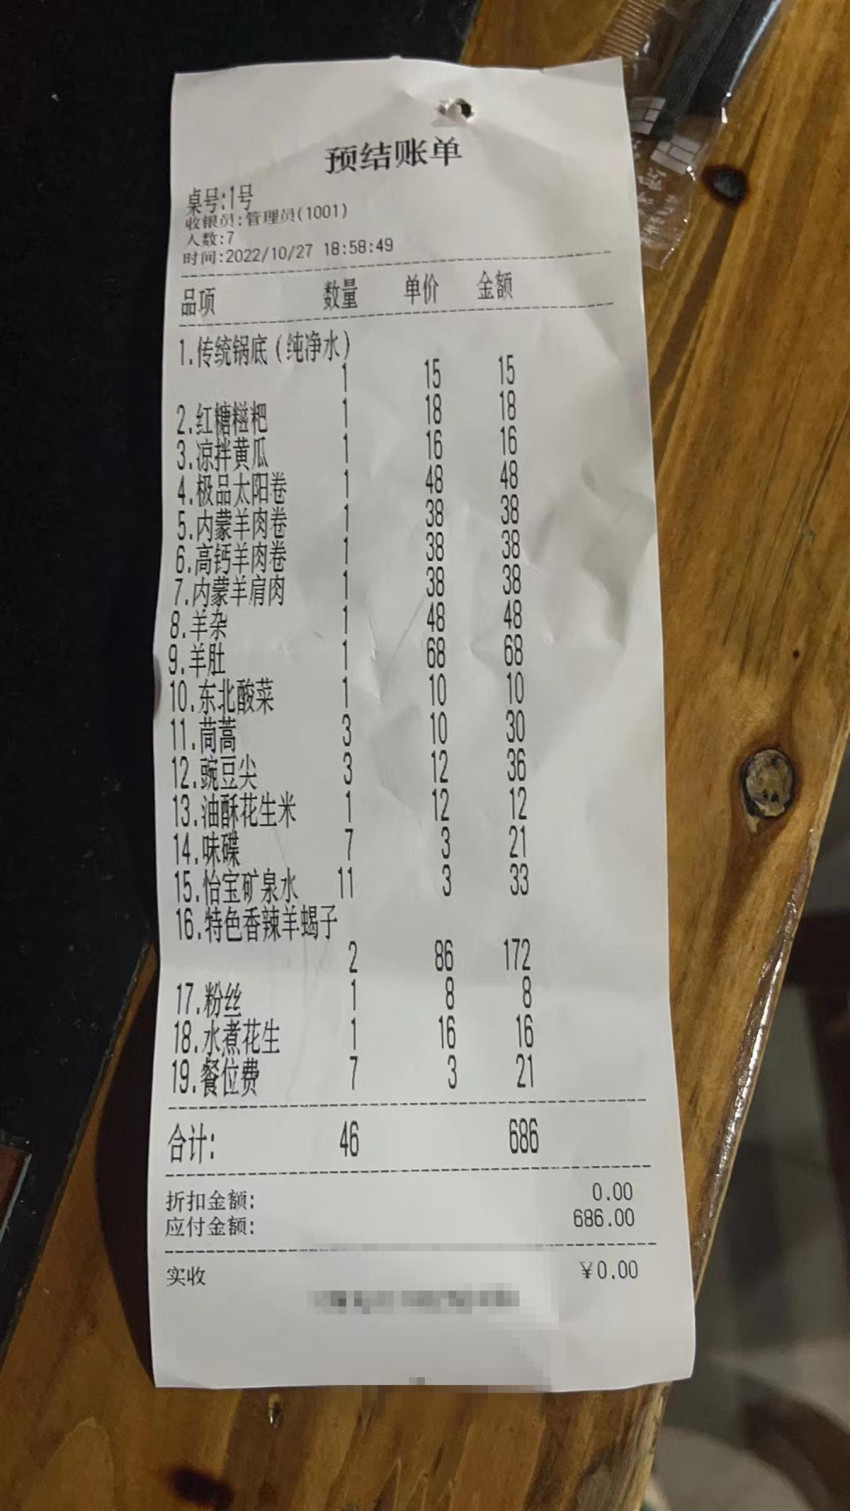 预结账单
桌号:1号
收银员:管理员(1001)
人数:7
时间:2022/10/27 18:58:49
品项 数量 单价 金额
1.传统锅底(纯净水)
1 15 15
2.红糖糍粑 1 18 18
3.凉拌黄瓜 1 16 16
4.极品太阳卷 1 48 48
5.内蒙羊肉卷 1 38 38
6.高钙羊肉卷 1 38 38
7.内蒙羊肩肉 1 38 38
8.羊杂 1 48 48
9.羊肚 1 68 68
10.东北酸菜 1 10 10
11.茼蒿 3 10 30
12.豌豆尖 3 12 36
13.油酥花生米 1 12 12
14.味碟 7 3 21
15.怡宝矿泉水 11 3 33
16.特色香辣羊蝎子
2 86 172
17.粉丝 1 8 8
18.水煮花生 1 16 16
19.餐位费 7 3 21
合计: 46 686
折扣金额: 0.00
应付金额: 686.00
实收 ¥0.00